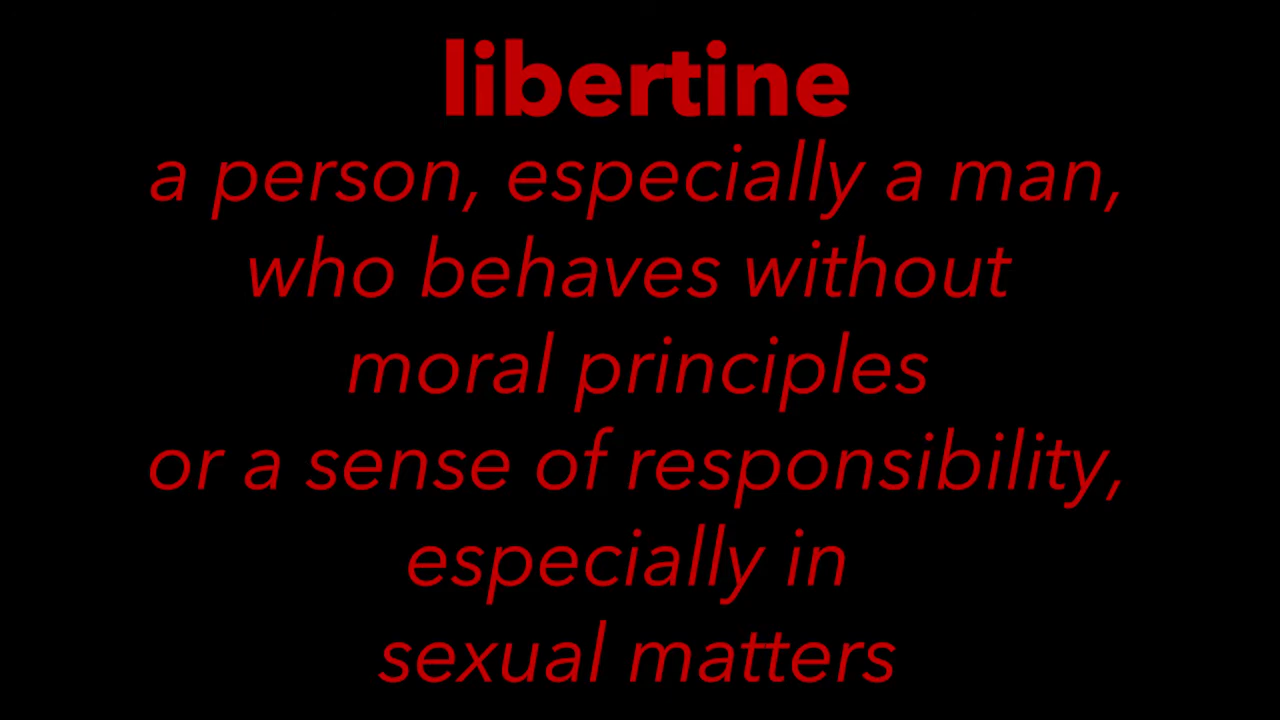 libertine
a person, especially a man,
who behaves without
moral principles
or a sense of responsibility,
especially in
sexual matters